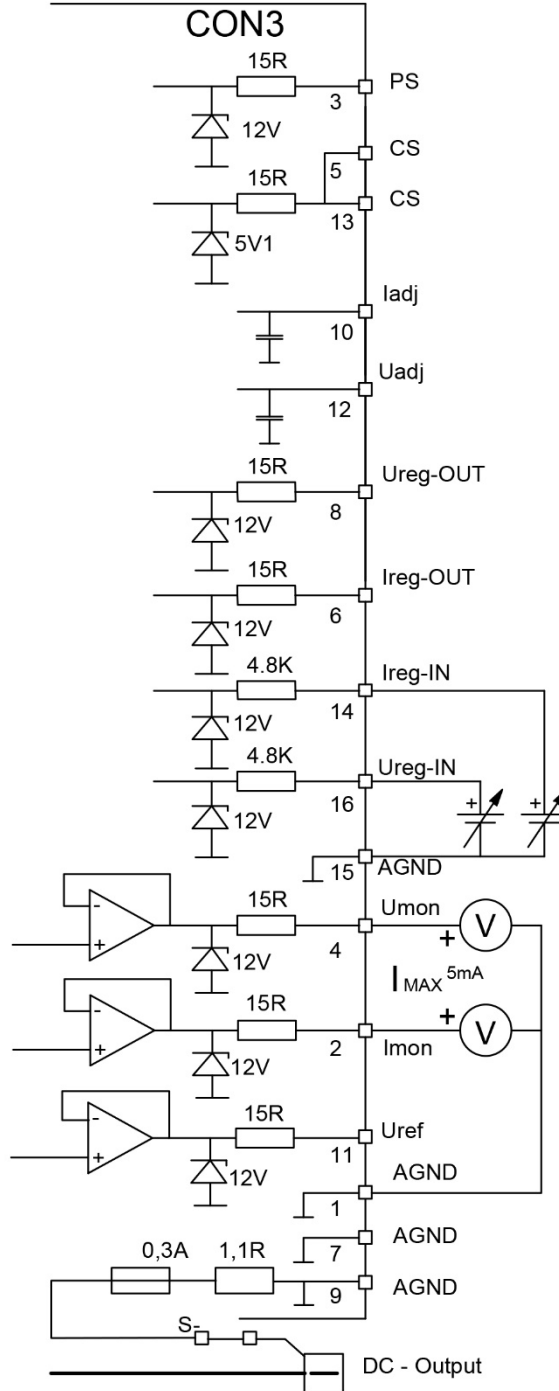 CON3
15R
PS
3
12V
CS
5
15R
CS
13
5V1
Iadj
10
Uadj
12
15R
Ureg-OUT
8
12V
15R
Ireg-OUT
6
12V
4.8K
Ireg-IN
14
12V
4.8K
Ureg-IN
16
12V
+
+
15
AGND
-
15R
Umon
+
4
+
V
12V
IMAX 5mA
-
15R
+
V
+
2
Imon
12V
-
15R
Uref
+
11
12V
AGND
1
AGND
7
0,3A
1,1R
AGND
9
S-
DC - Output